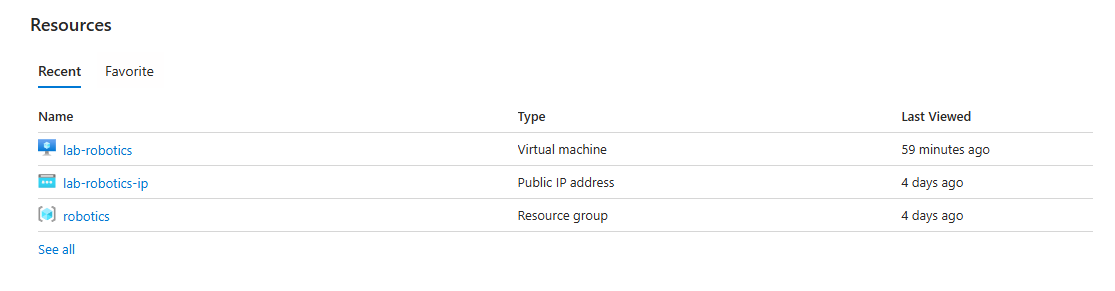 Resources
Recent Favorite
Name Type Last Viewed
lab-robotics Virtual machine 59 minutes ago
lab-robotics-ip Public IP address 4 days ago
robotics Resource group 4 days ago
See all